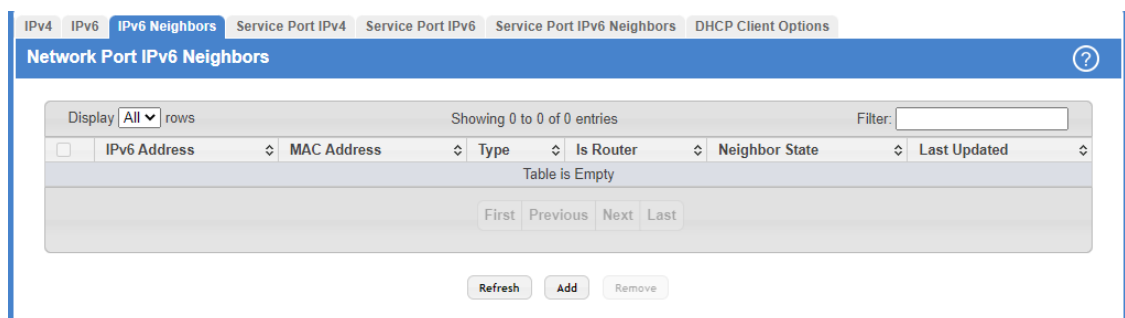 IPv4 IPv6 IPv6 Neighbors Service Port IPv4 Service Port IPv6 Service Port IPv6 Neighbors DHCP Client Options
Network Port IPv6 Neighbors ?
Display All rows Showing 0 to 0 of 0 entries Filter:
IPv6 Address MAC Address Type Is Router Neighbor State Last Updated
Table is Empty
First Previous Next Last
Refresh Add Remove